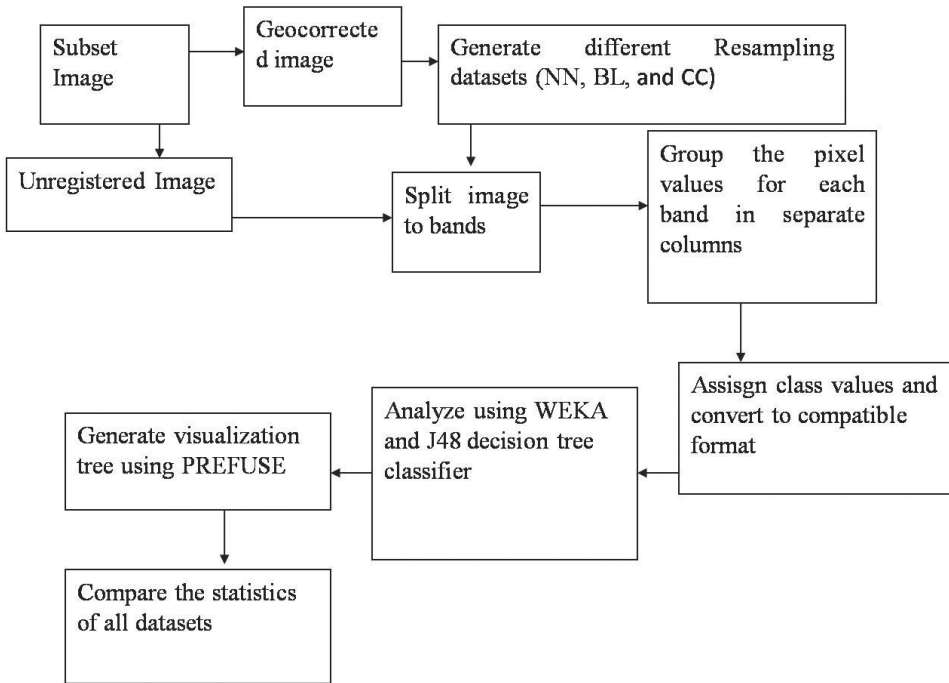 Subset
Image
Geocorrecte
d image
Generate different Resampling
datasets (NN, BL, and CC)
Unregistered Image
Split image
to bands
Group the pixel
values for each
band in separate
columns
Assisgn class values and
convert to compatible
format
Analyze using WEKA
and J48 decision tree
classifier
Generate visualization
tree using PREFUSE
Compare the statistics
of all datasets